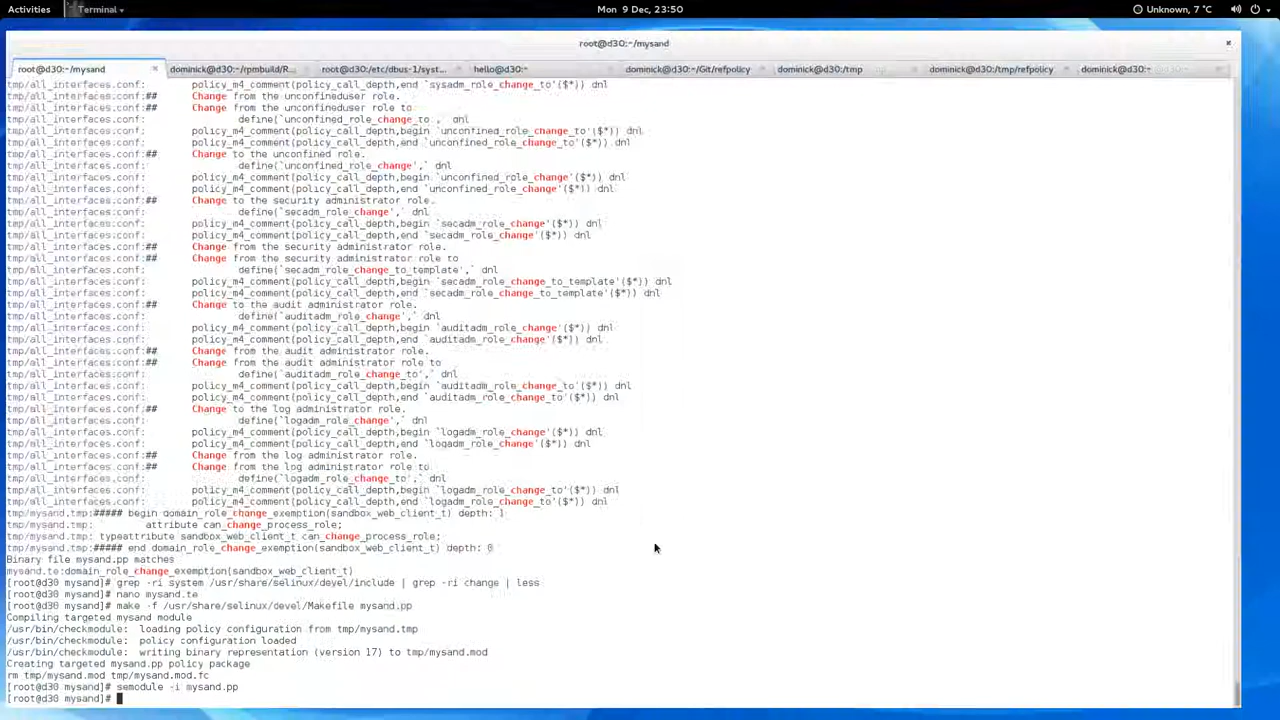 Activities Terminal Mon 9 Dec, 23:50 Unknown, 7 °C
root@d30:~/mysand
root@d30:~/mysand dominick@d30:~/rpmbuild/R... root@d30:/etc/dbus-1/syst... hello@d30:~ dominick@d30:~/Git/refpolicy dominick@d30:/tmp dominick@d30:/tmp/refpolicy dominick@d30:~
tmp/all_interfaces.conf: policy_m4_comment(policy_call_depth,end `sysadm_role_change_to'($*)) dnl
tmp/all_interfaces.conf:## Change from the unconfineduser role.
tmp/all_interfaces.conf:## Change from the unconfineduser role to
tmp/all_interfaces.conf: define(`unconfined_role_change_to',` dnl
tmp/all_interfaces.conf: policy_m4_comment(policy_call_depth,begin `unconfined_role_change_to'($*)) dnl
tmp/all_interfaces.conf: policy_m4_comment(policy_call_depth,end `unconfined_role_change_to'($*)) dnl
tmp/all_interfaces.conf:## Change to the unconfined role.
tmp/all_interfaces.conf: define(`unconfined_role_change',` dnl
tmp/all_interfaces.conf: policy_m4_comment(policy_call_depth,begin `unconfined_role_change'($*)) dnl
tmp/all_interfaces.conf: policy_m4_comment(policy_call_depth,end `unconfined_role_change'($*)) dnl
tmp/all_interfaces.conf:## Change to the security administrator role.
tmp/all_interfaces.conf: define(`secadm_role_change',` dnl
tmp/all_interfaces.conf: policy_m4_comment(policy_call_depth,begin `secadm_role_change'($*)) dnl
tmp/all_interfaces.conf: policy_m4_comment(policy_call_depth,end `secadm_role_change'($*)) dnl
tmp/all_interfaces.conf:## Change from the security administrator role.
tmp/all_interfaces.conf:## Change from the security administrator role to
tmp/all_interfaces.conf: define(`secadm_role_change_to_template',` dnl
tmp/all_interfaces.conf: policy_m4_comment(policy_call_depth,begin `secadm_role_change_to_template'($*)) dnl
tmp/all_interfaces.conf: policy_m4_comment(policy_call_depth,end `secadm_role_change_to_template'($*)) dnl
tmp/all_interfaces.conf:## Change to the audit administrator role.
tmp/all_interfaces.conf: define(`auditadm_role_change',` dnl
tmp/all_interfaces.conf: policy_m4_comment(policy_call_depth,begin `auditadm_role_change'($*)) dnl
tmp/all_interfaces.conf: policy_m4_comment(policy_call_depth,end `auditadm_role_change'($*)) dnl
tmp/all_interfaces.conf:## Change from the audit administrator role.
tmp/all_interfaces.conf:## Change from the audit administrator role to
tmp/all_interfaces.conf: define(`auditadm_role_change_to',` dnl
tmp/all_interfaces.conf: policy_m4_comment(policy_call_depth,begin `auditadm_role_change_to'($*)) dnl
tmp/all_interfaces.conf: policy_m4_comment(policy_call_depth,end `auditadm_role_change_to'($*)) dnl
tmp/all_interfaces.conf:## Change to the log administrator role.
tmp/all_interfaces.conf: define(`logadm_role_change',` dnl
tmp/all_interfaces.conf: policy_m4_comment(policy_call_depth,begin `logadm_role_change'($*)) dnl
tmp/all_interfaces.conf: policy_m4_comment(policy_call_depth,end `logadm_role_change'($*)) dnl
tmp/all_interfaces.conf:## Change from the log administrator role.
tmp/all_interfaces.conf:## Change from the log administrator role to
tmp/all_interfaces.conf: define(`logadm_role_change_to',` dnl
tmp/all_interfaces.conf: policy_m4_comment(policy_call_depth,begin `logadm_role_change_to'($*)) dnl
tmp/all_interfaces.conf: policy_m4_comment(policy_call_depth,end `logadm_role_change_to'($*)) dnl
tmp/mysand.tmp:##### begin domain_role_change_exemption(sandbox_web_client_t) depth: 1
tmp/mysand.tmp: attribute can_change_process_role;
tmp/mysand.tmp: typeattribute sandbox_web_client_t can_change_process_role;
tmp/mysand.tmp:##### end domain_role_change_exemption(sandbox_web_client_t) depth: 0
Binary file mysand.pp matches
mysand.te:domain_role_change_exemption(sandbox_web_client_t)
[root@d30 mysand]# grep -ri system /usr/share/selinux/devel/include | grep -ri change | less
[root@d30 mysand]# nano mysand.te
[root@d30 mysand]# make -f /usr/share/selinux/devel/Makefile mysand.pp
Compiling targeted mysand module
/usr/bin/checkmodule: loading policy configuration from tmp/mysand.tmp
/usr/bin/checkmodule: policy configuration loaded
/usr/bin/checkmodule: writing binary representation (version 17) to tmp/mysand.mod
Creating targeted mysand.pp policy package
rm tmp/mysand.mod tmp/mysand.mod.fc
[root@d30 mysand]# semodule -i mysand.pp
[root@d30 mysand]#